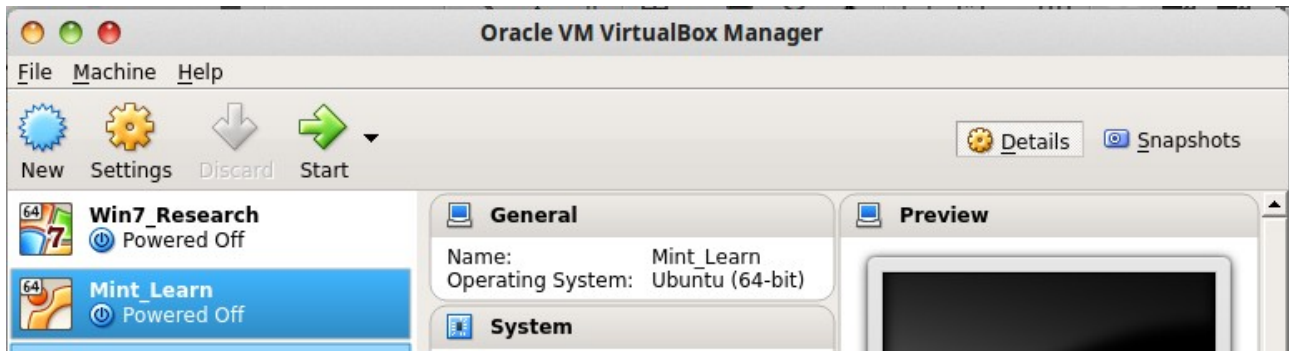 Oracle VM VirtualBox Manager
File Machine Help
New Settings Discard Start
Details Snapshots
64 7 Win7_Research
Powered Off
64 Mint_Learn
Powered Off
General
Name: Mint_Learn
Operating System: Ubuntu (64-bit)
System
Preview